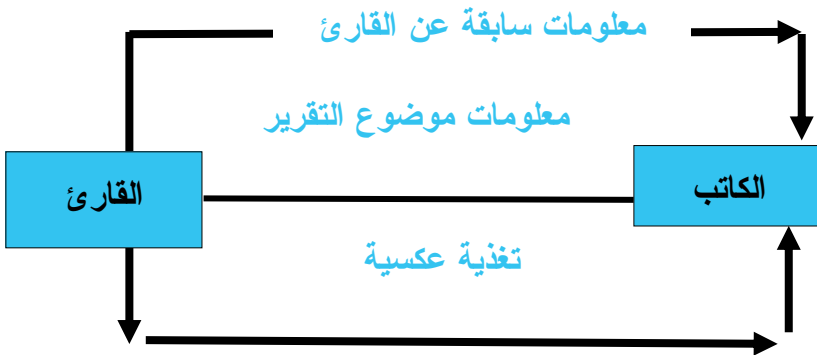 معلومات سابقة عن القارئ
معلومات موضوع التقرير
الكاتب
القارئ
تغذية عكسية